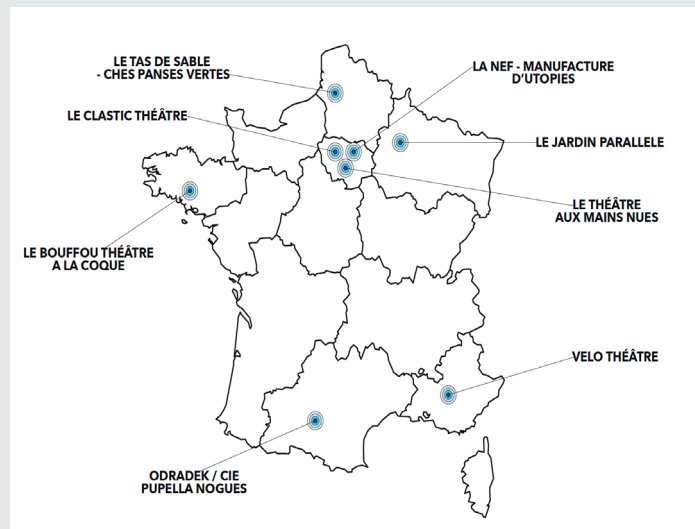 LE TAS DE SABLE
- CHES PANSES VERTES
LA NEF - MANUFACTURE
D'UTOPIES
LE CLASTIC THÉÂTRE
LE JARDIN PARALLELE
LE THÉÂTRE
AUX MAINS NUES
LE BOUFFOU THÉÂTRE
A LA COQUE
VELO THÉÂTRE
ODRADEK / CIE
PUPELLA NOGUES